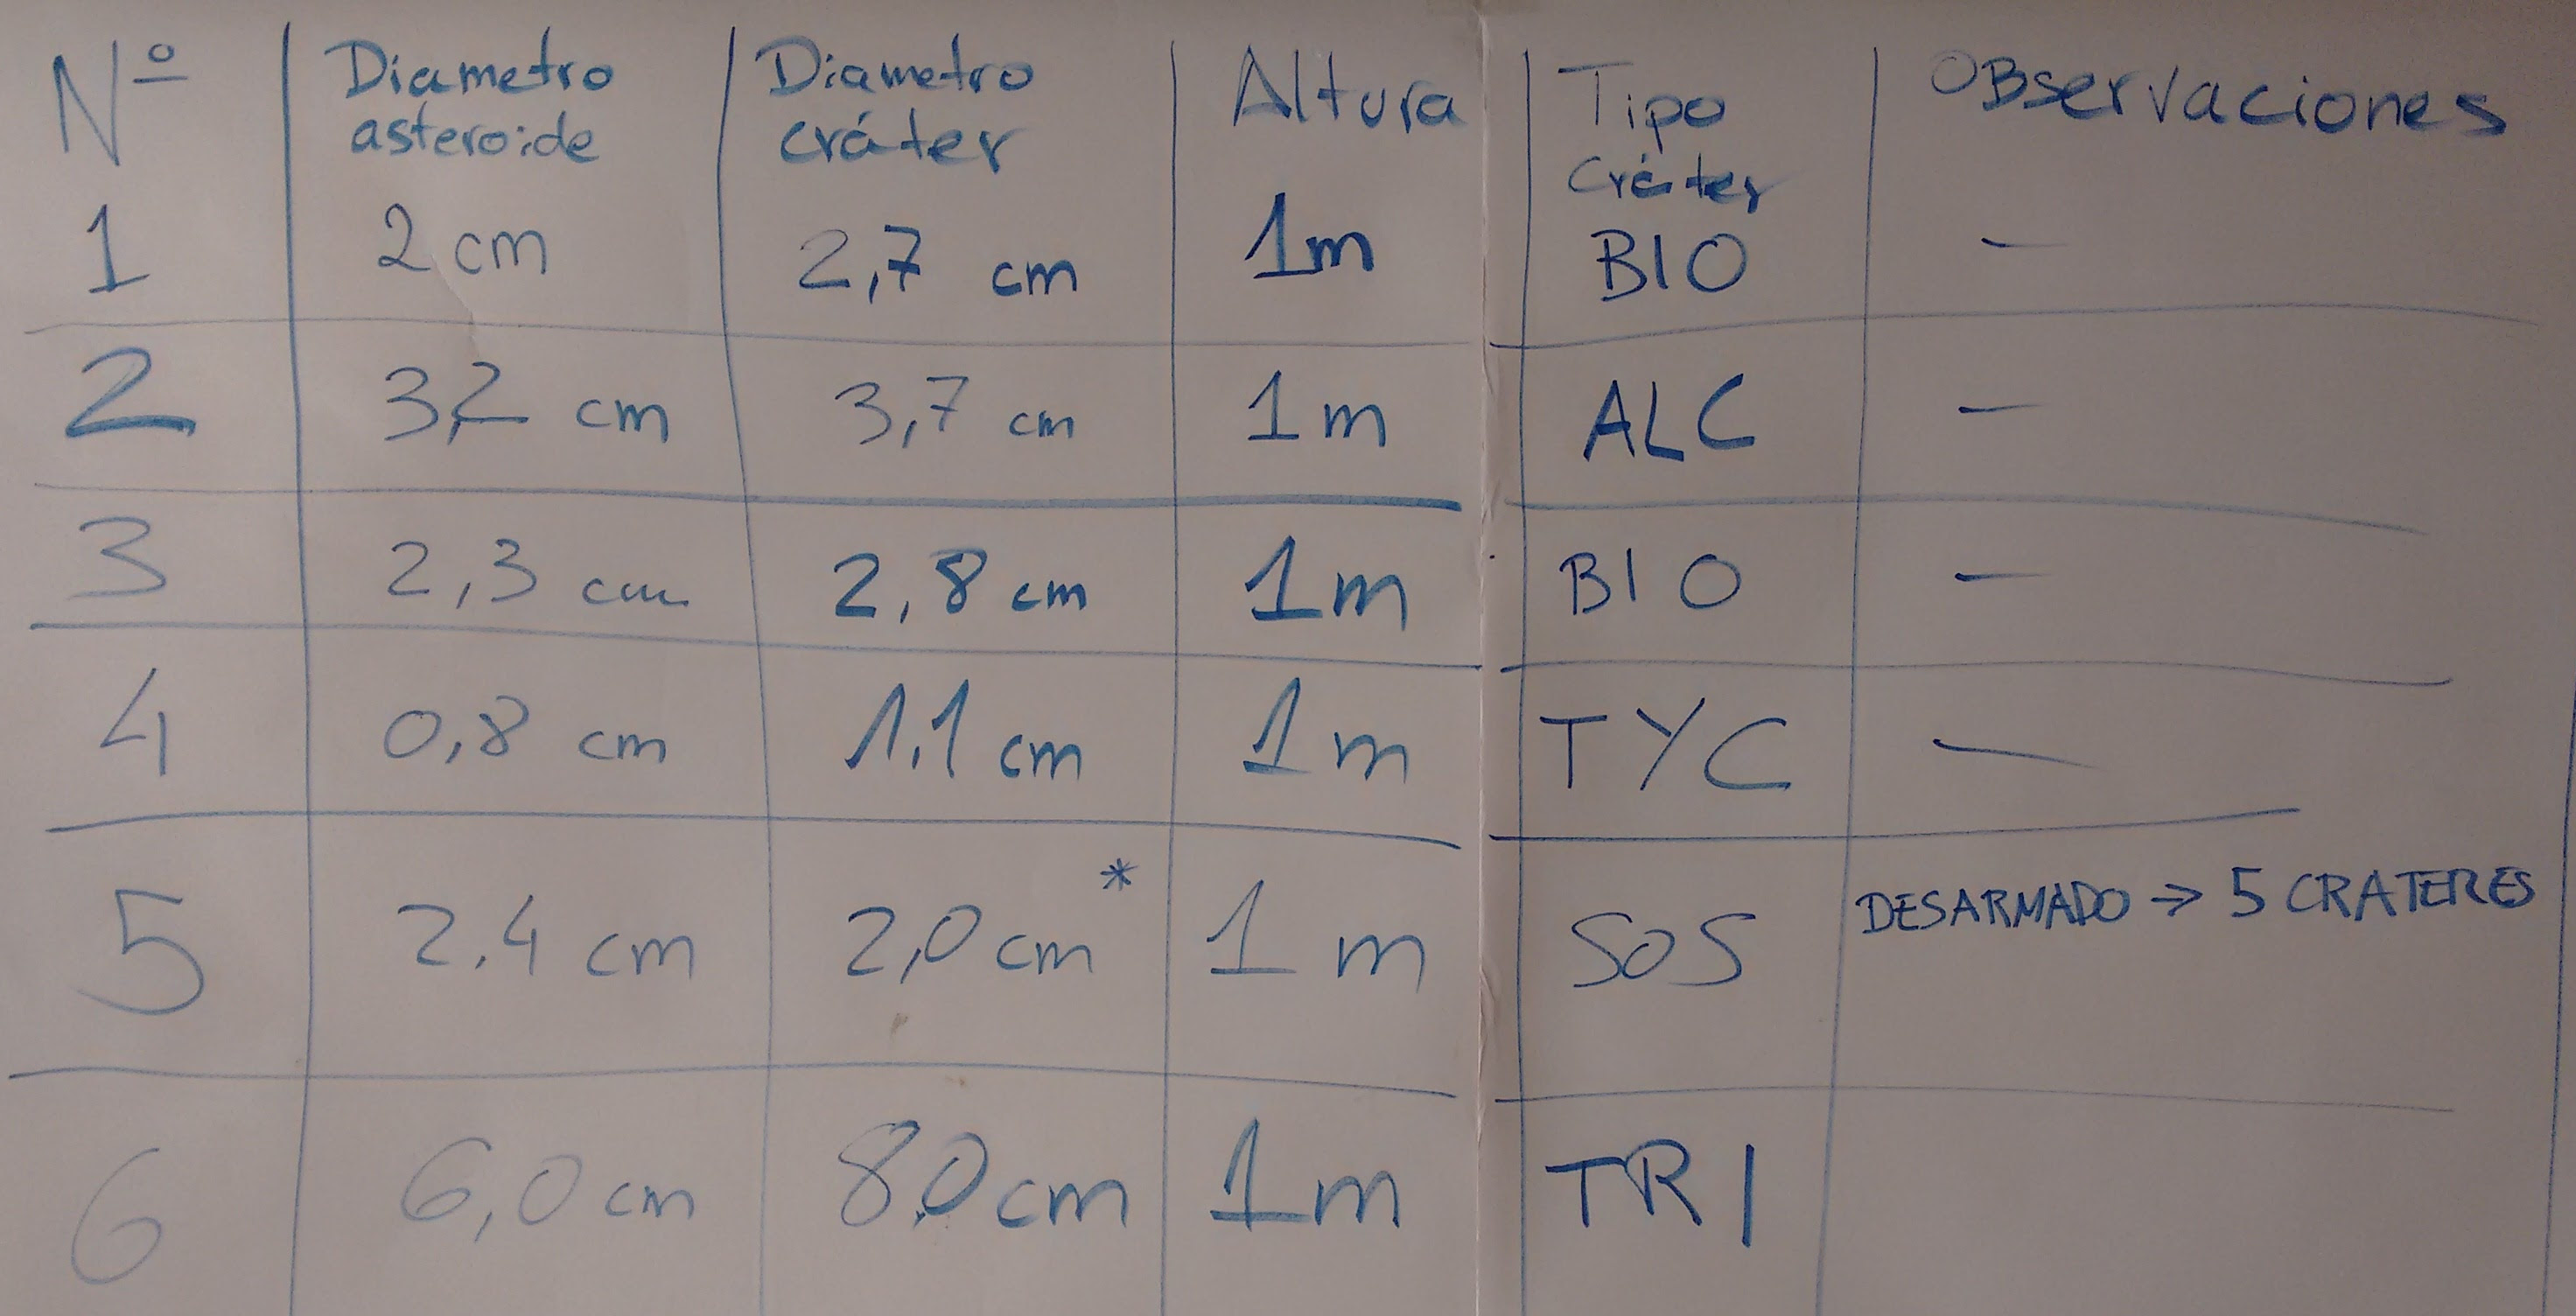 Nº Diametro asteroide Diametro cráter Altura Tipo Cráter OBservaciones
1 2 cm 2,7 cm 1m BIO —
2 3,2 cm 3,7 cm 1m ALC —
3 2,3 cm 2,8 cm 1m BIO —
4 0,8 cm 1,1 cm 1m TYC —
5 2,4 cm 2,0 cm * 1 m SOS DESARMADO → 5 CRATERES
6 6,0 cm 8,0 cm 1m TRI